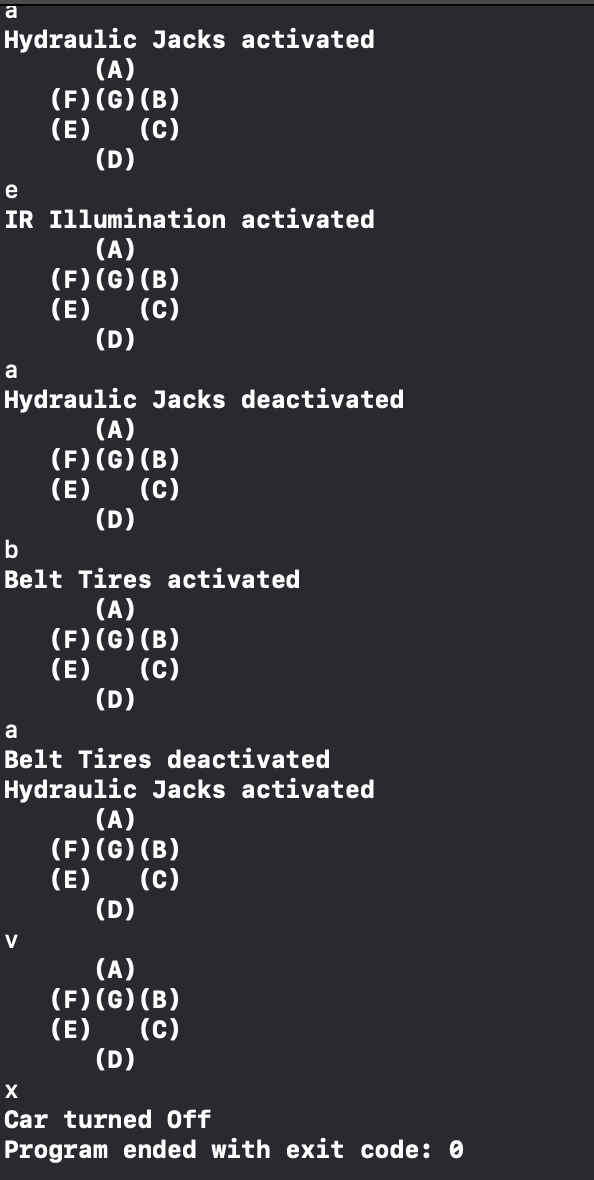 a
Hydraulic Jacks activated
      (A)
   (F)(G)(B)
   (E)   (C)
      (D)
e
IR Illumination activated
      (A)
   (F)(G)(B)
   (E)   (C)
      (D)
a
Hydraulic Jacks deactivated
      (A)
   (F)(G)(B)
   (E)   (C)
      (D)
b
Belt Tires activated
      (A)
   (F)(G)(B)
   (E)   (C)
      (D)
a
Belt Tires deactivated
Hydraulic Jacks activated
      (A)
   (F)(G)(B)
   (E)   (C)
      (D)
v
      (A)
   (F)(G)(B)
   (E)   (C)
      (D)
x
Car turned Off
Program ended with exit code: 0